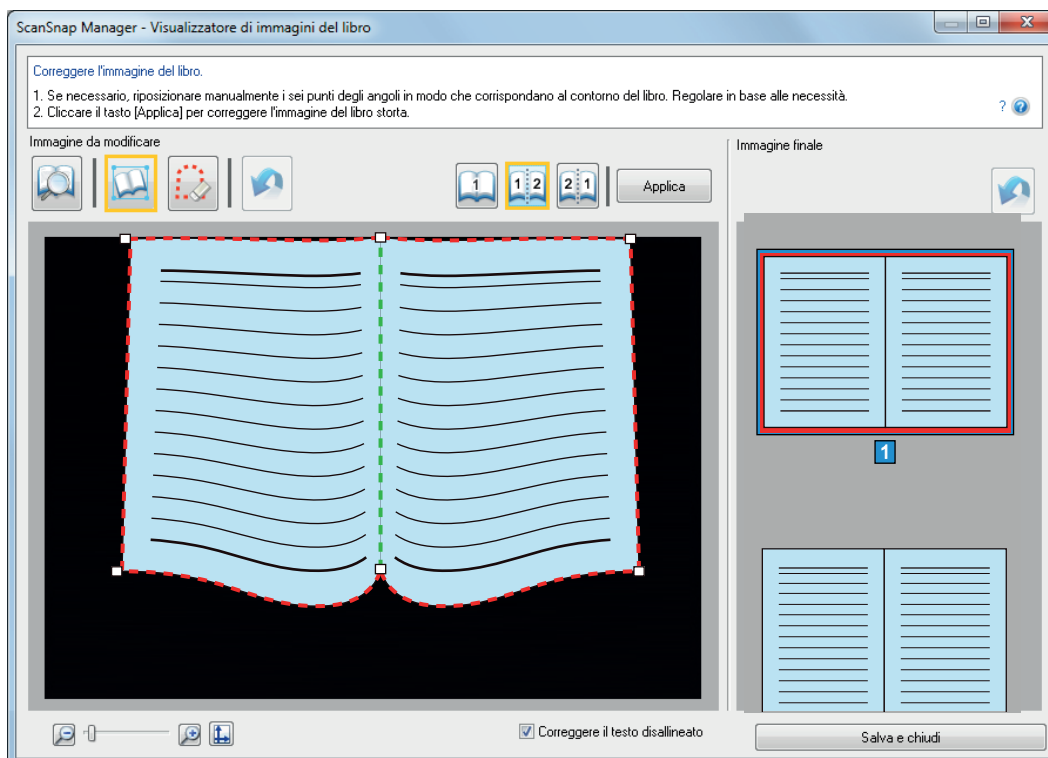 ScanSnap Manager - Visualizzatore di immagini del libro
Correggere l'immagine del libro.
1. Se necessario, riposizionare manualmente i sei punti degli angoli in modo che corrispondano al contorno del libro. Regolare in base alle necessità.
2. Cliccare il tasto [Applica] per correggere l'immagine del libro storta.
?
Immagine da modificare
1
1 2
2 1
Applica
Immagine finale
1
Correggere il testo disallineato
Salva e chiudi